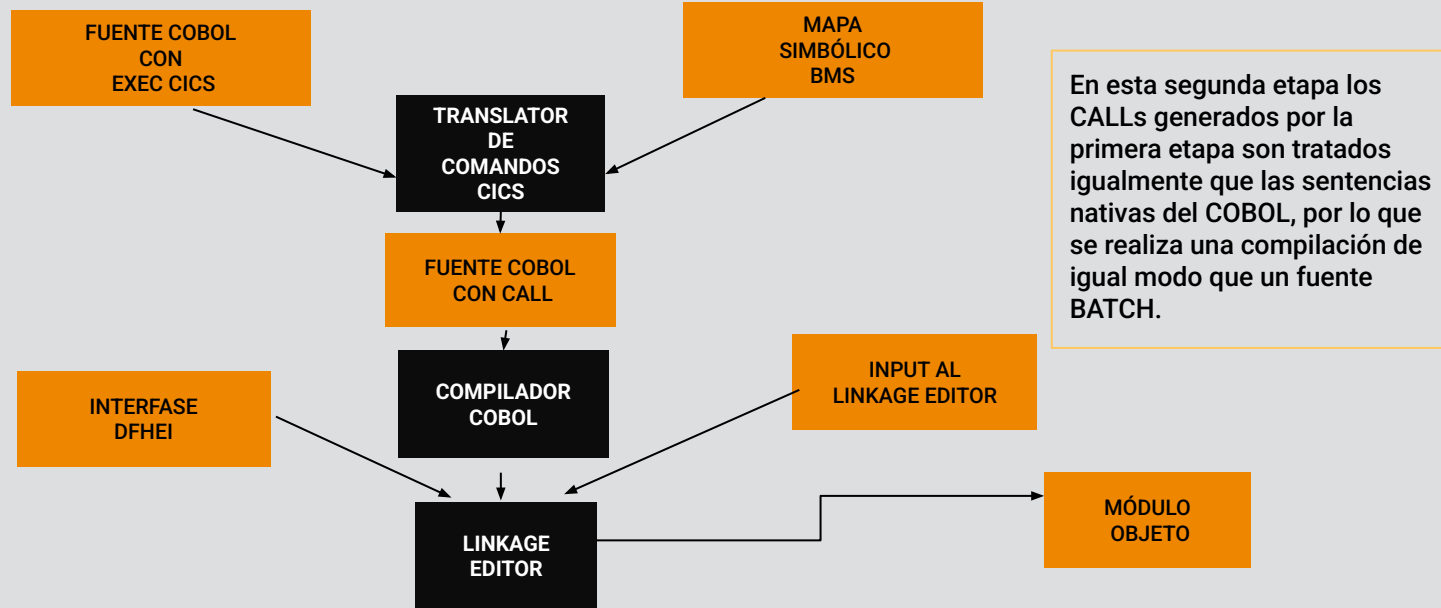 FUENTE COBOL
CON
EXEC CICS
MAPA
SIMBÓLICO
BMS
TRANSLATOR
DE
COMANDOS
CICS
En esta segunda etapa los
CALLs generados por la
primera etapa son tratados
igualmente que las sentencias
nativas del COBOL, por lo que
se realiza una compilación de
igual modo que un fuente
BATCH.
FUENTE COBOL
CON CALL
COMPILADOR
COBOL
INTERFASE
DFHEI
INPUT AL
LINKAGE EDITOR
LINKAGE
EDITOR
MÓDULO
OBJETO